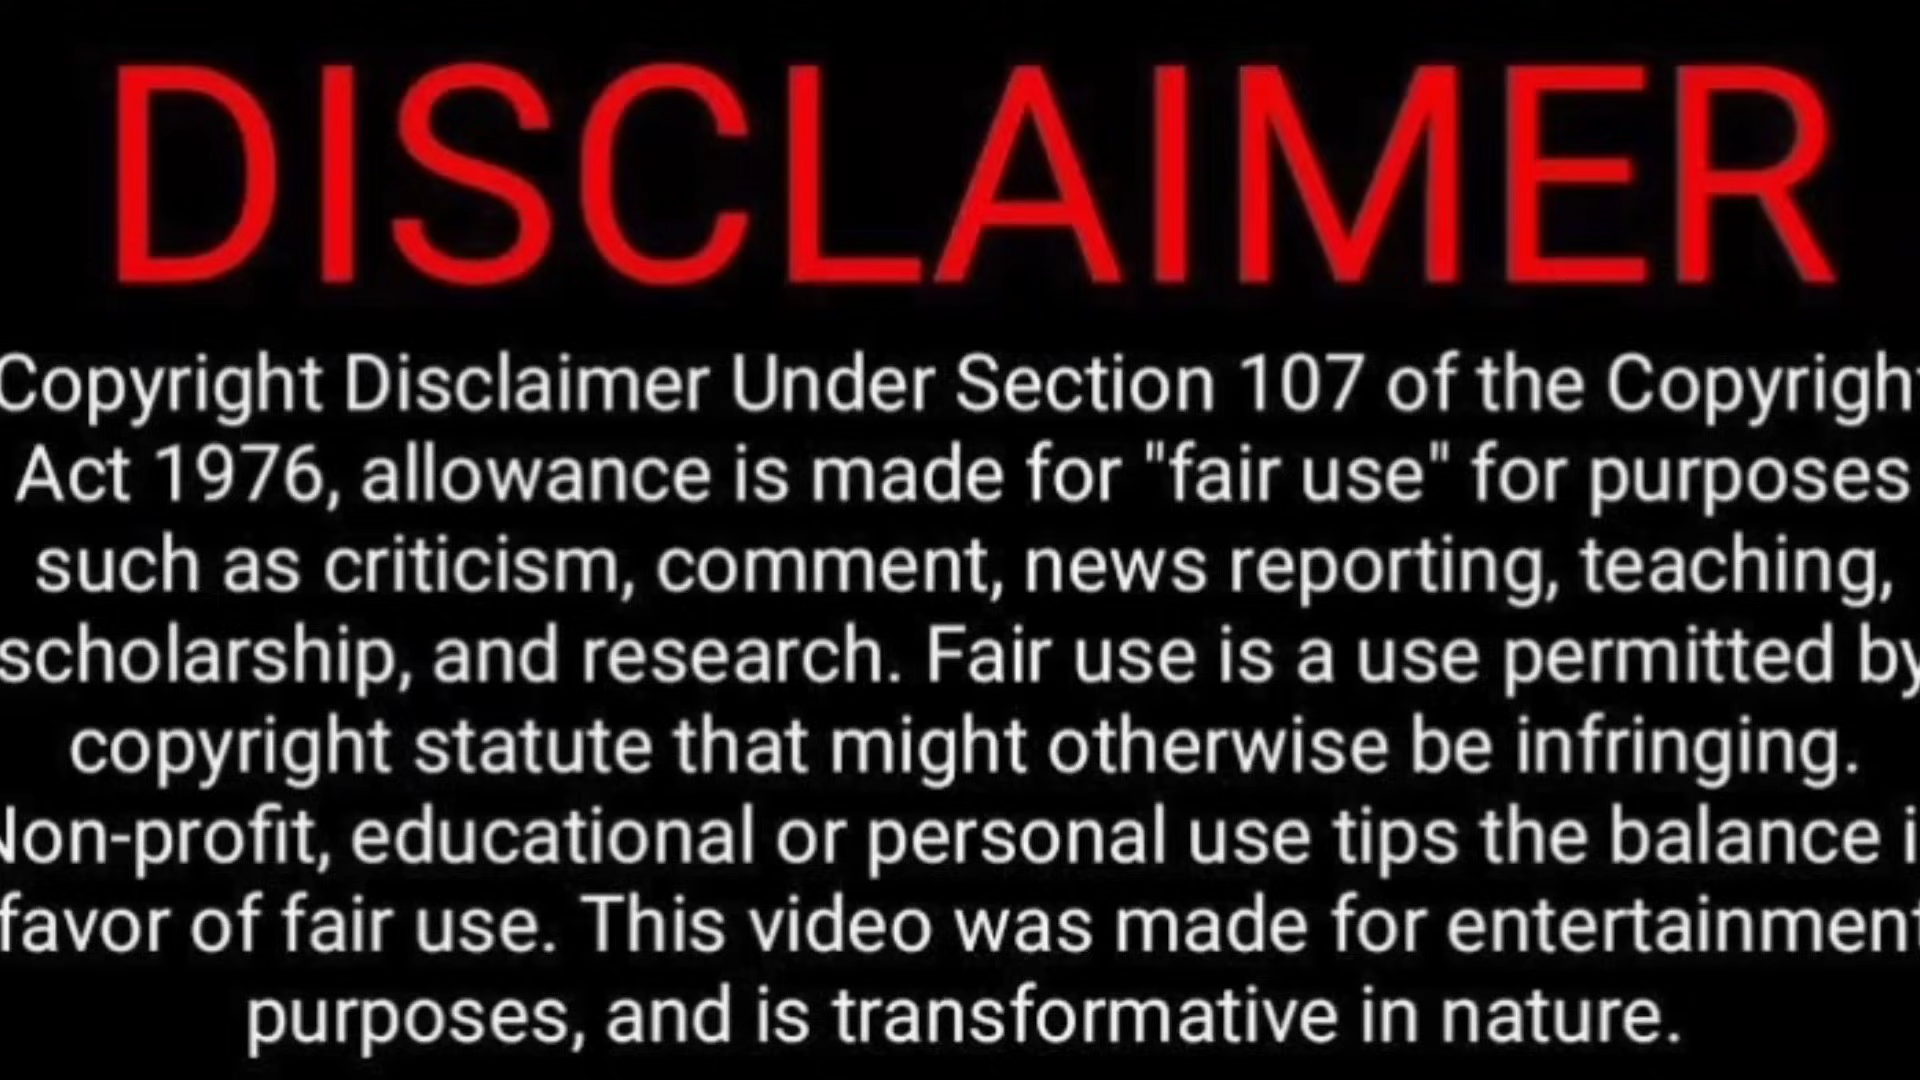 DISCLAIMER
Copyright Disclaimer Under Section 107 of the Copyright
Act 1976, allowance is made for "fair use" for purposes
such as criticism, comment, news reporting, teaching,
scholarship, and research. Fair use is a use permitted by
copyright statute that might otherwise be infringing.
Non-profit, educational or personal use tips the balance i
favor of fair use. This video was made for entertainment
purposes, and is transformative in nature.